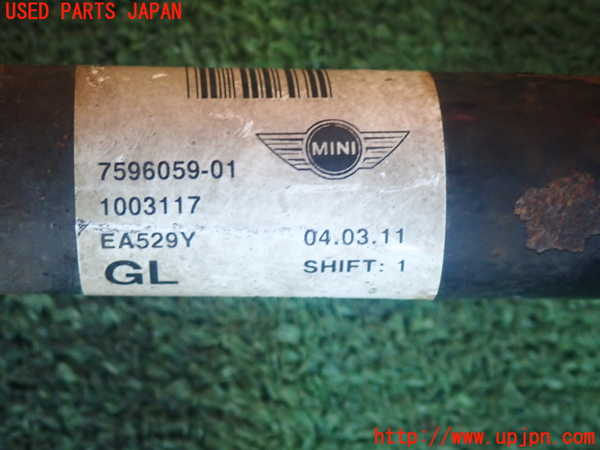 USED PARTS JAPAN
MINI
7596059-01
1003117
EA529Y 04.03.11
GL SHIFT: 1
http://www.upjpn.com/